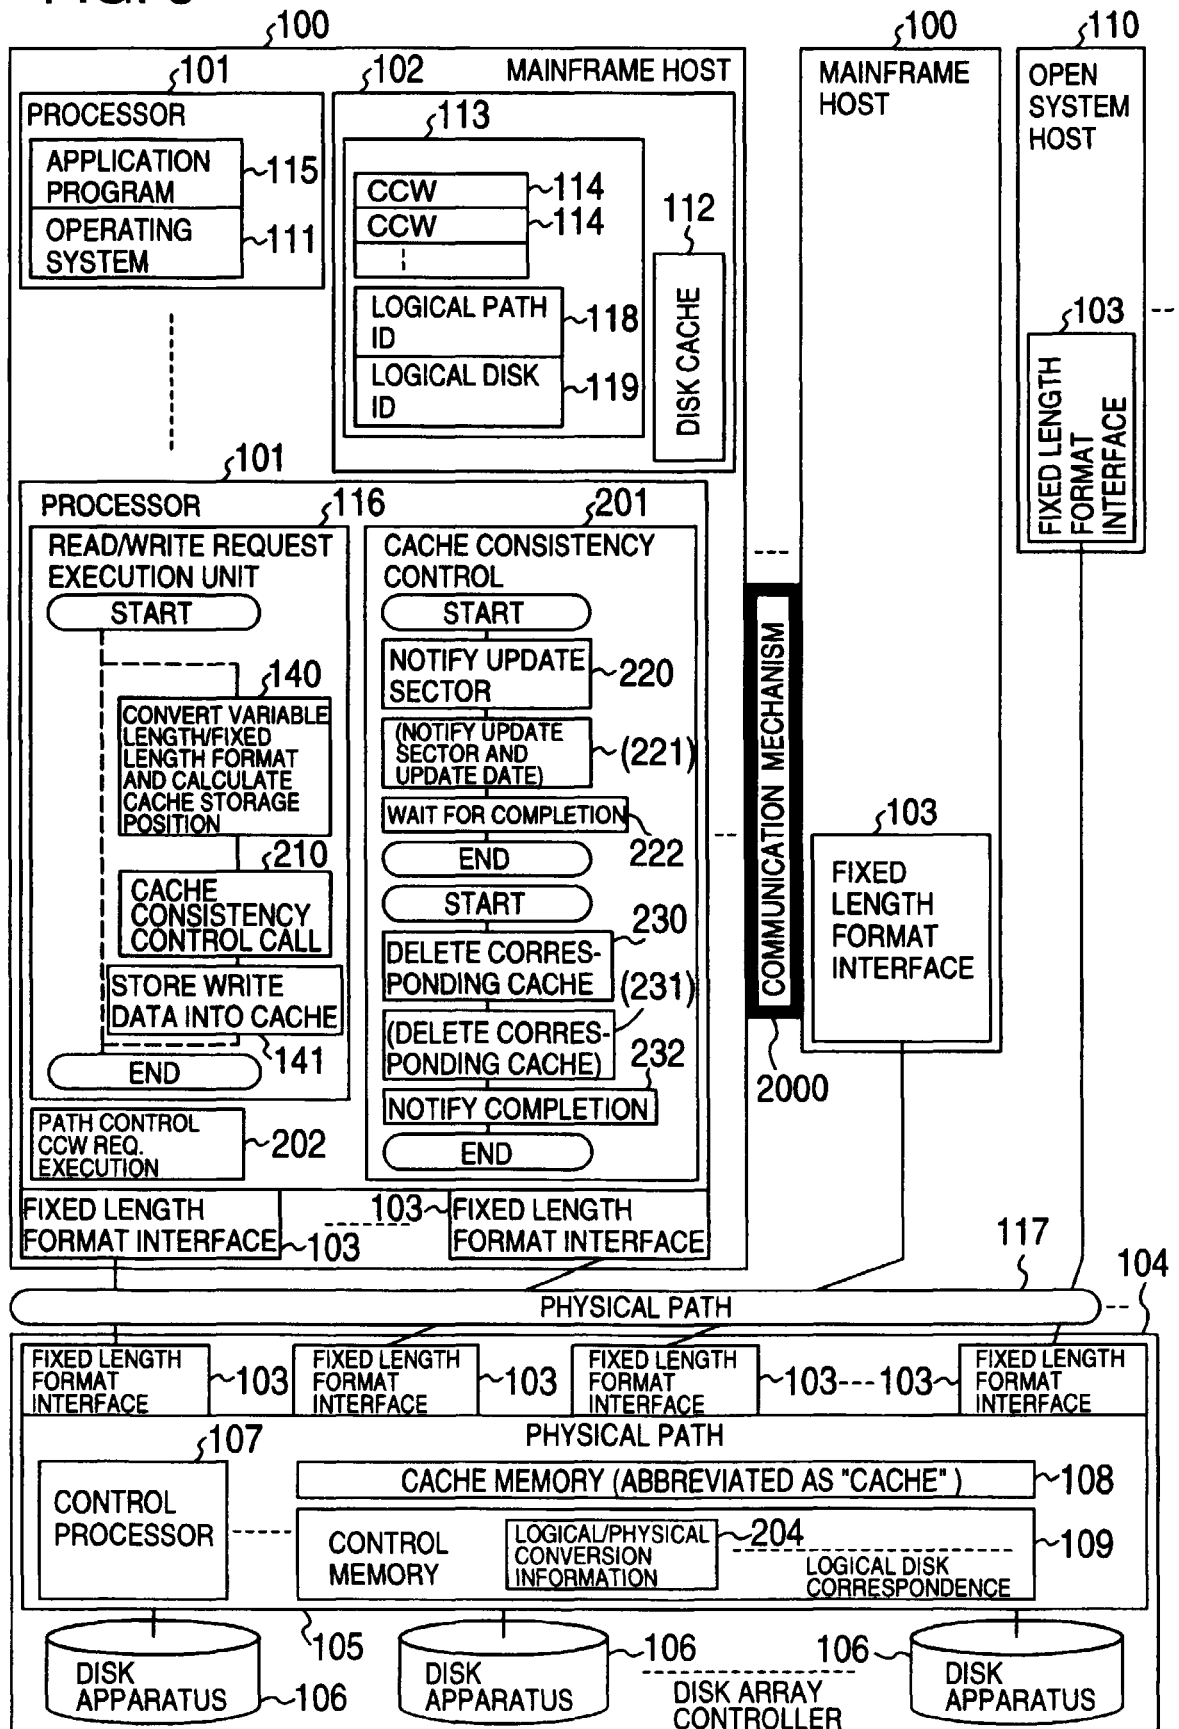 100
MAINFRAME HOST
101
PROCESSOR
APPLICATION
PROGRAM
115
OPERATING
SYSTEM
111
102
113
CCW
114
CCW
114
LOGICAL PATH
ID
118
LOGICAL DISK
ID
119
112
DISK CACHE
101
PROCESSOR
116
READ/WRITE REQUEST
EXECUTION UNIT
START
140
CONVERT VARIABLE
LENGTH/FIXED
LENGTH FORMAT
AND CALCULATE
CACHE STORAGE
POSITION
210
CACHE
CONSISTENCY
CONTROL CALL
STORE WRITE
DATA INTO CACHE
141
END
PATH CONTROL
CCW REQ.
EXECUTION
202
201
CACHE CONSISTENCY
CONTROL
START
NOTIFY UPDATE
SECTOR
220
(NOTIFY UPDATE
SECTOR AND
UPDATE DATE)
(221)
WAIT FOR COMPLETION
222
END
START
230
DELETE CORRES-
PONDING CACHE
(231)
(DELETE CORRES-
PONDING CACHE)
232
NOTIFY COMPLETION
END
FIXED LENGTH
FORMAT INTERFACE
103
103
FIXED LENGTH
FORMAT INTERFACE
COMMUNICATION MECHANISM
2000
100
MAINFRAME
HOST
103
FIXED
LENGTH
FORMAT
INTERFACE
110
OPEN
SYSTEM
HOST
103
FIXED LENGTH
FORMAT
INTERFACE
117
PHYSICAL PATH
104
FIXED LENGTH
FORMAT
INTERFACE
103
FIXED LENGTH
FORMAT
INTERFACE
103
FIXED LENGTH
FORMAT
INTERFACE
103---103
FIXED LENGTH
FORMAT
INTERFACE
PHYSICAL PATH
107
CONTROL
PROCESSOR
CACHE MEMORY (ABBREVIATED AS "CACHE" )
108
CONTROL
MEMORY
LOGICAL/PHYSICAL
CONVERSION
INFORMATION
204
LOGICAL DISK
CORRESPONDENCE
109
105
DISK
APPARATUS
106
DISK
APPARATUS
106
DISK ARRAY
CONTROLLER
106
DISK
APPARATUS